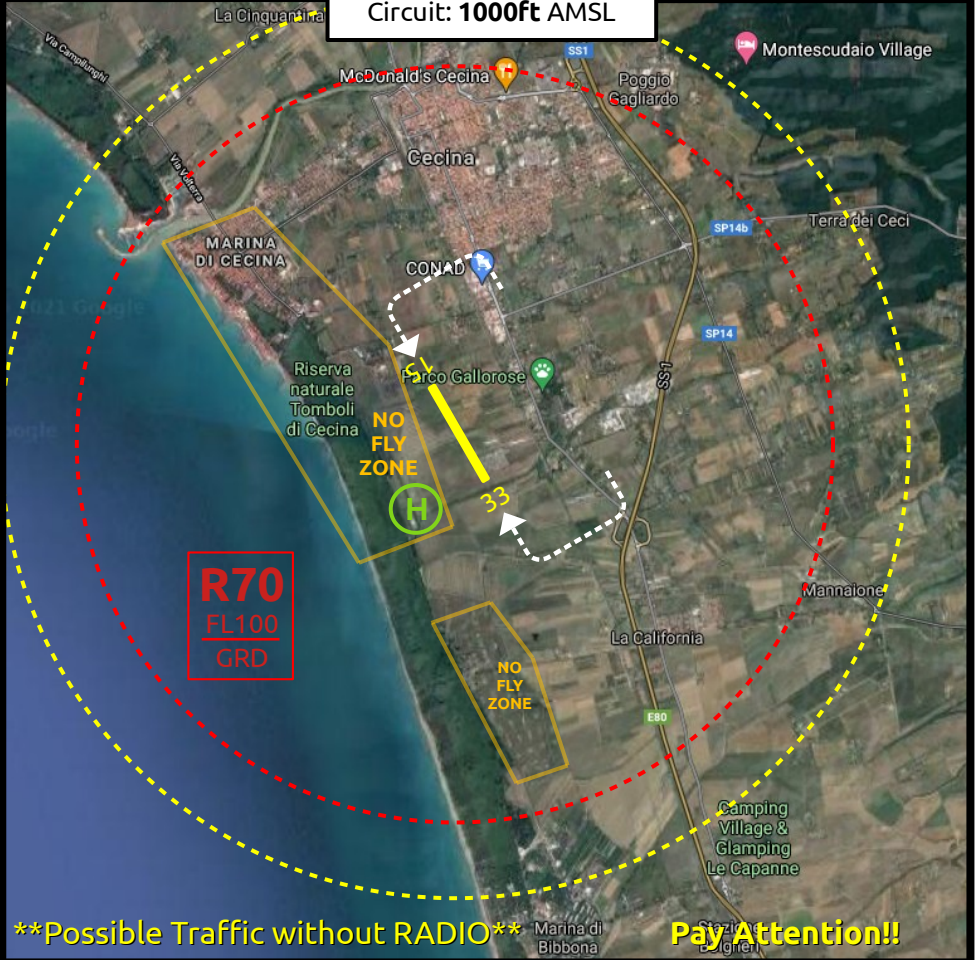 Circuit: 1000ft AMSL
La Cinquantina
Via Campilunghi
SS1
Montescudaio Village
McDonald's Cecina
Poggio
Gagliardo
Cecina
Via Volterra
SP14b
Terra dei Ceci
MARINA
DI CECINA
CONAD
2021 Google
SP14
Riserva
naturale
Tomboli
di Cecina
15
Parco Gallorose
SS1
NO
FLY
ZONE
33
H
R70
FL100
GRD
Mannaione
La California
NO
FLY
ZONE
E80
Camping
Village &
Glamping
Le Capanne
**Possible Traffic without RADIO**
Marina di
Bibbona
Pay Attention!!
Bolgheri